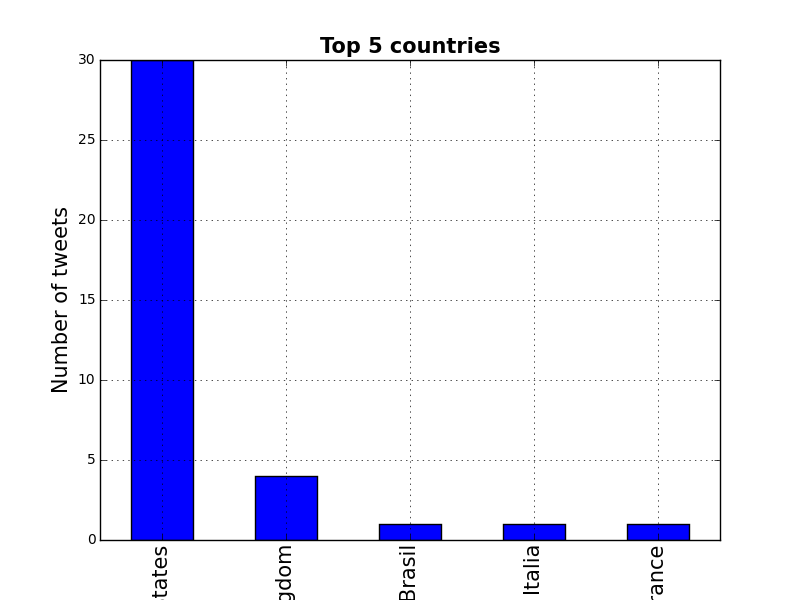 Top 5 countries
Number of tweets
30
25
20
15
10
5
0
tates
gdom
Brasil
Italia
rance